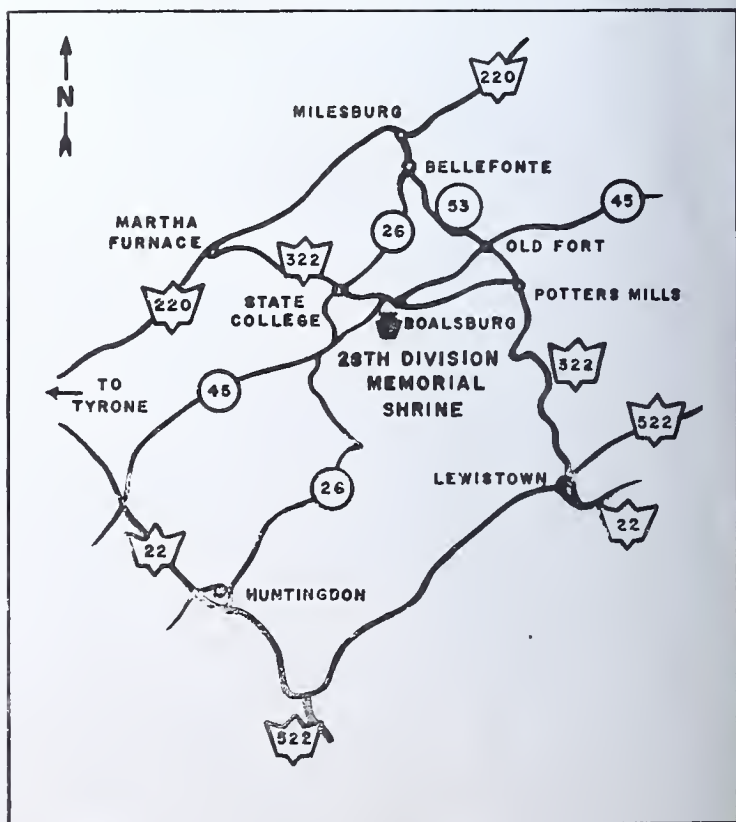 N
220
MILESBURG
BELLEFONTE
53
45
26
MARTHA
FURNACE
OLD FORT
322
220
STATE
COLLEGE
POTTERS MILLS
BOALSBURG
28TH DIVISION
MEMORIAL
SHRINE
322
TO
TYRONE
45
522
LEWISTOWN
26
22
22
HUNTINGDON
522